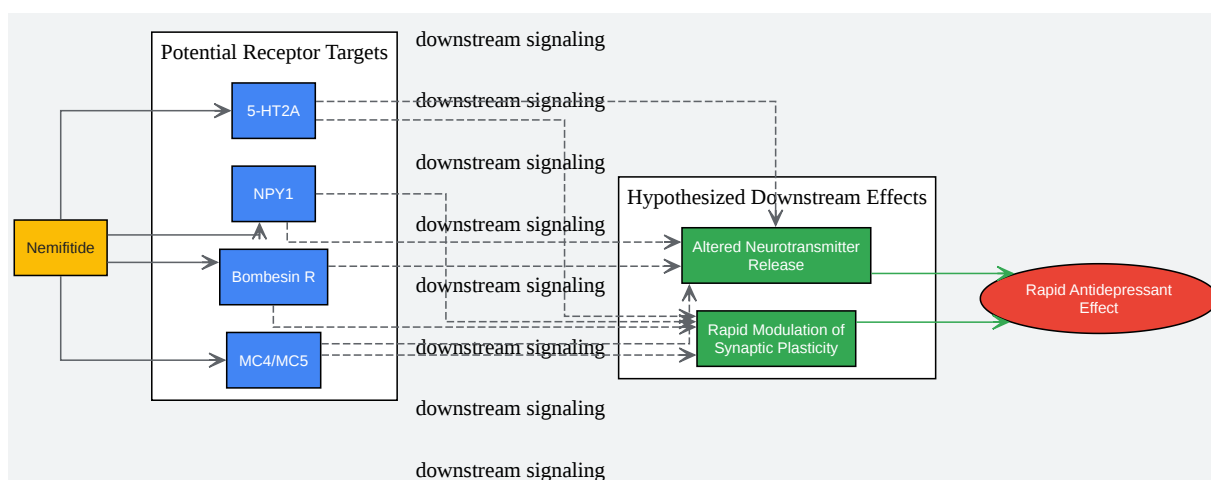 Potential Receptor Targets
5-HT2A
NPY1
Nemifitide
Bombesin R
MC4/MC5
downstream signaling
downstream signaling
downstream signaling
downstream signaling
downstream signaling
downstream signaling
downstream signaling
downstream signaling
Hypothesized Downstream Effects
Altered Neurotransmitter
Release
Rapid Modulation of
Synaptic Plasticity
Rapid Antidepressant
Effect